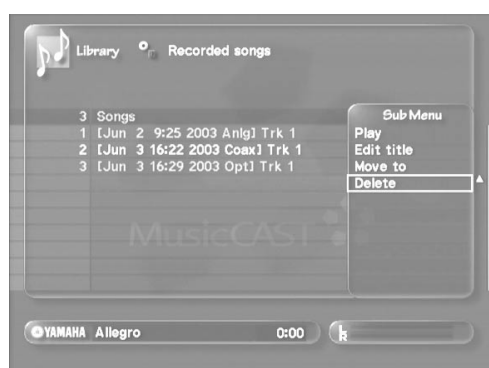 Library Recorded songs
3 Songs
1 [Jun 2 9:25 2003 Anlg] Trk 1
2 [Jun 3 16:22 2003 Coax] Trk 1
3 [Jun 3 16:29 2003 Opt] Trk 1
Sub Menu
Play
Edit title
Move to
Delete
MusicCAST
YAMAHA Allegro 0:00
L
R